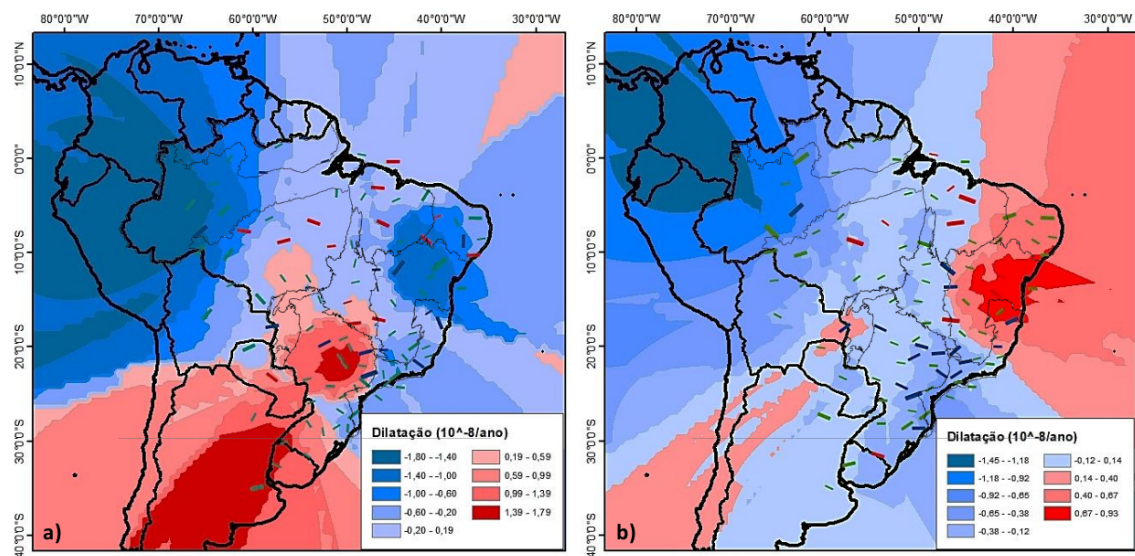 80°0'0"W 60°0'0"W 50°0'0"W 40°0'0"W 30°0'0"W
10°0'0"N
0°0'0"
10°0'0"S
20°0'0"S
30°0'0"S
40°0'0"S
Dilatação (10^-8/ano)
-1,80 - -1,40
-1,40 - -1,00
-1,00 - -0,60
-0,60 - -0,20
-0,20 - 0,19
0,19 - 0,59
0,59 - 0,99
0,99 - 1,39
1,39 - 1,79
a)
80°0'0"W 60°0'0"W 50°0'0"W 40°0'0"W 30°0'0"W
10°0'0"N
0°0'0"
10°0'0"S
20°0'0"S
30°0'0"S
40°0'0"S
Dilatação (10^-8/ano)
-1,45 - -1,18
-1,18 - -0,92
-0,92 - -0,65
-0,65 - -0,38
-0,38 - -0,12
-0,12 - 0,14
0,14 - 0,40
0,40 - 0,67
0,67 - 0,93
b)